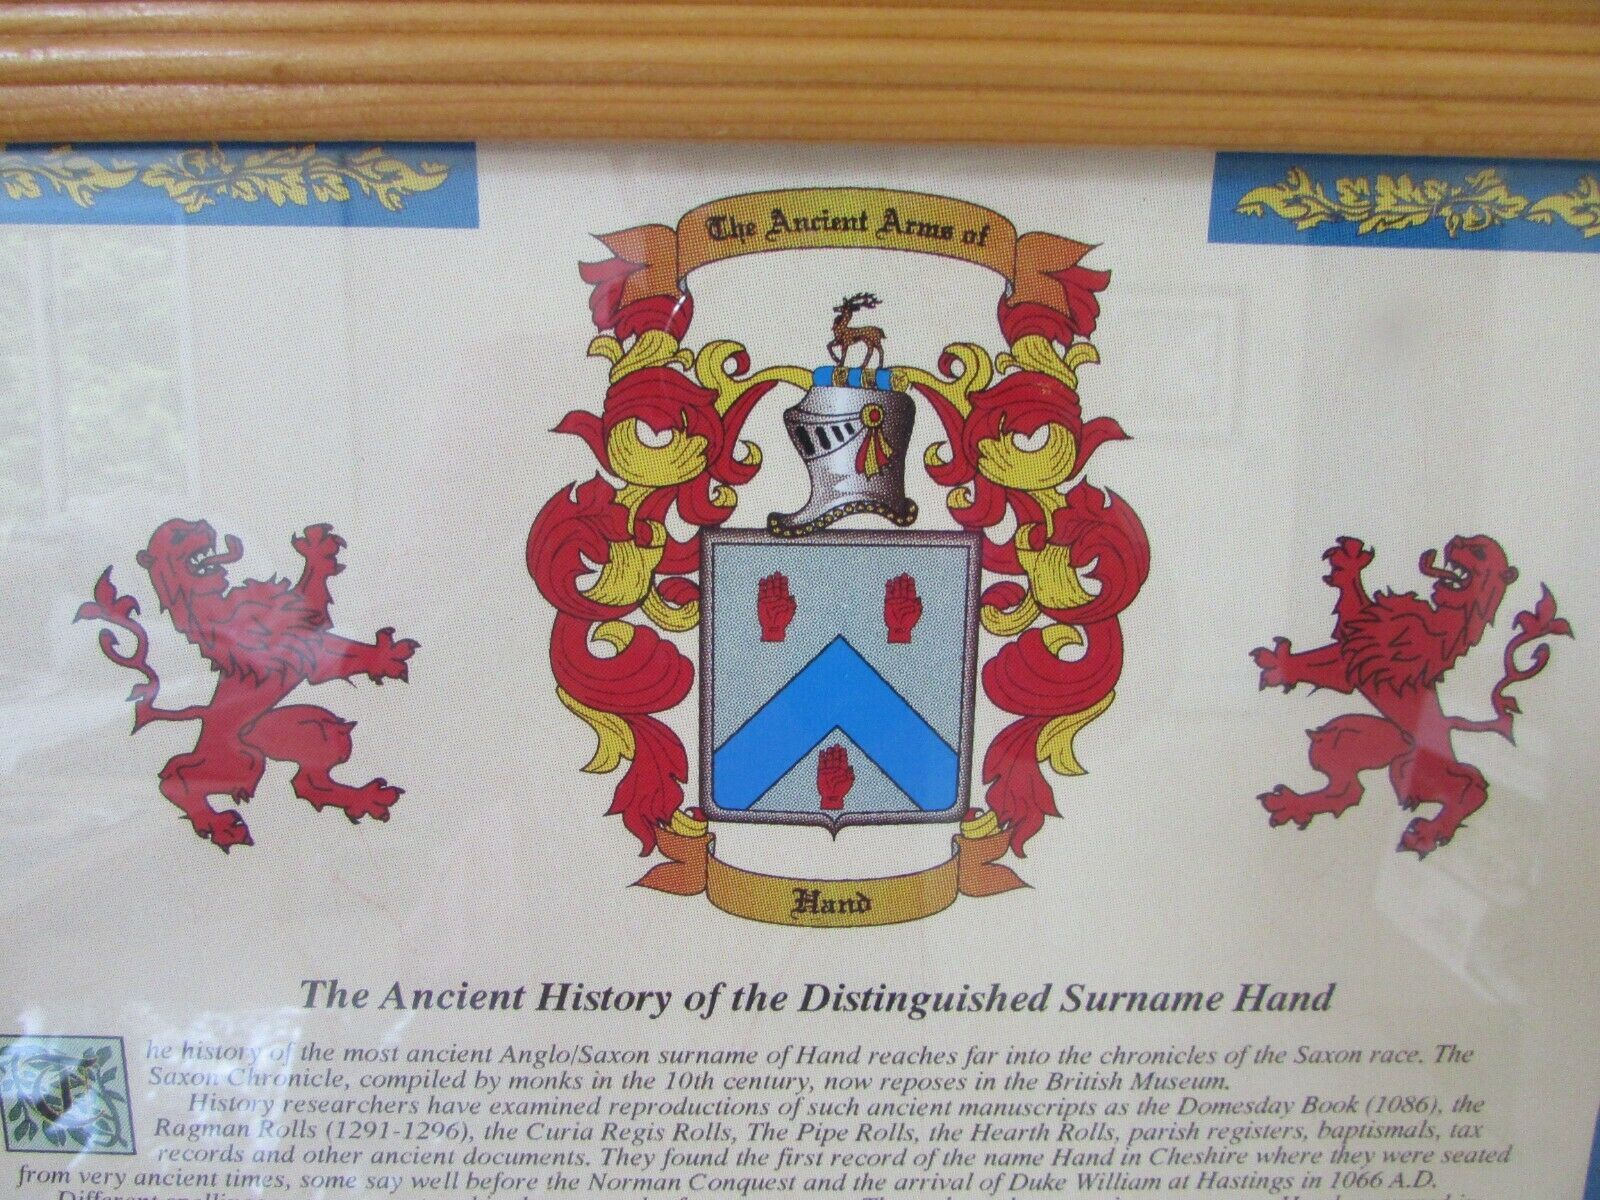 The Ancient Arms of
Hand
The Ancient History of the Distinguished Surname Hand
The history of the most ancient Anglo/Saxon surname of Hand reaches far into the chronicles of the Saxon race. The
Saxon Chronicle, compiled by monks in the 10th century, now reposes in the British Museum.
History researchers have examined reproductions of such ancient manuscripts as the Domesday Book (1086), the
Ragman Rolls (1291-1296), the Curia Regis Rolls, The Pipe Rolls, the Hearth Rolls, parish registers, baptismals, tax
records and other ancient documents. They found the first record of the name Hand in Cheshire where they were seated
from very ancient times, some say well before the Norman Conquest and the arrival of Duke William at Hastings in 1066 A.D.
Different